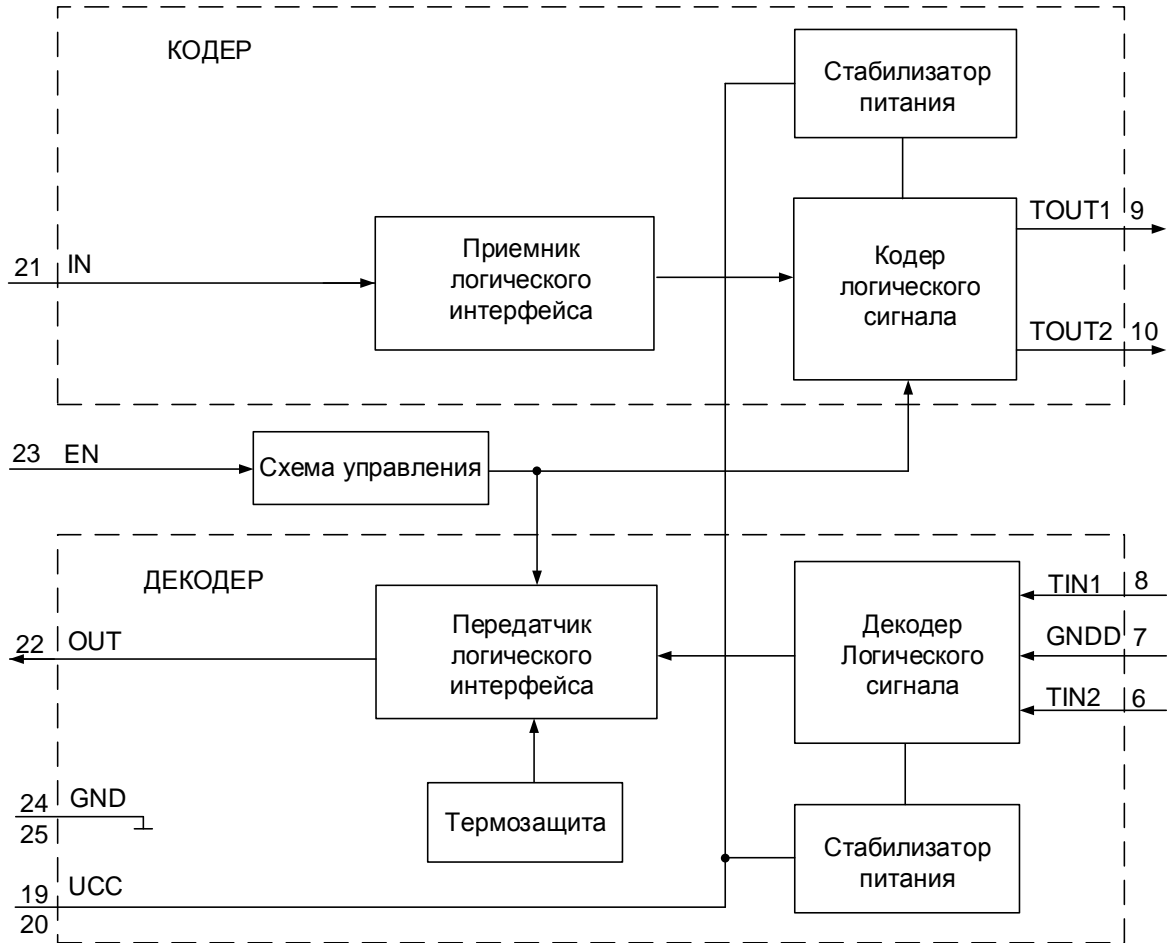 КОДЕР
Стабилизатор
питания
TOUT1 9
21 IN
Приемник
логического
интерфейса
Кодер
логического
сигнала
TOUT2 10
23 EN
Схема управления
ДЕКОДЕР
22 OUT
Передатчик
логического
интерфейса
Декодер
Логического
сигнала
TIN1 8
GNDD 7
TIN2 6
24 GND
25
Термозащита
Стабилизатор
питания
19 UCC
20